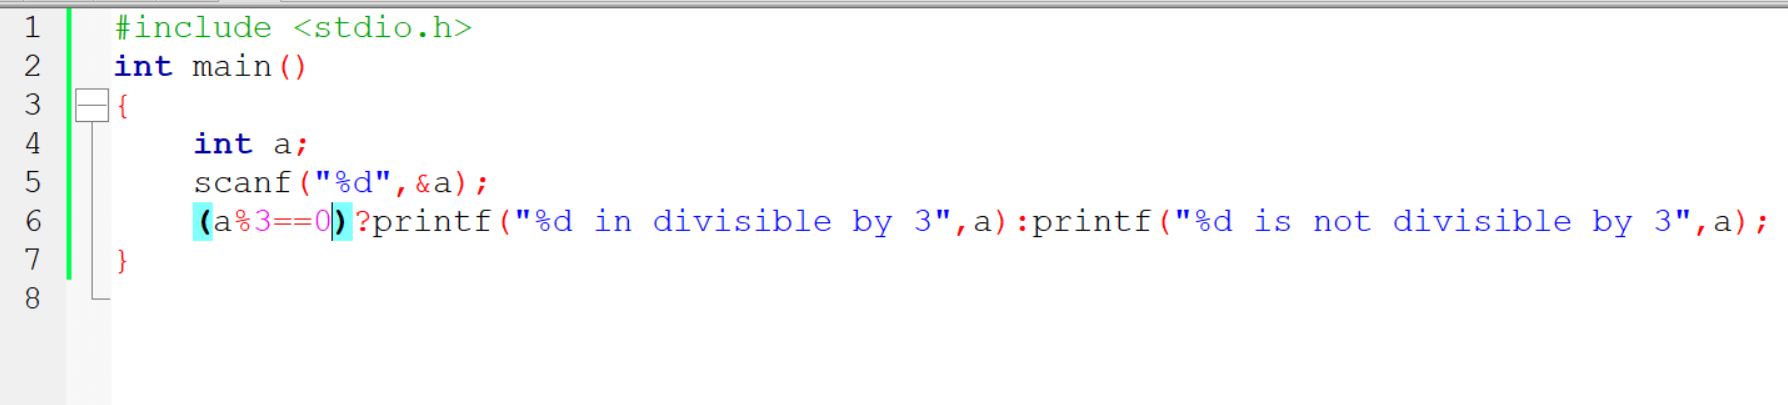 1 #include <stdio.h>
2 int main()
3 {
4 int a;
5 scanf("%d",&a);
6 (a%3==0)?printf("%d in divisible by 3",a):printf("%d is not divisible by 3",a);
7 }
8